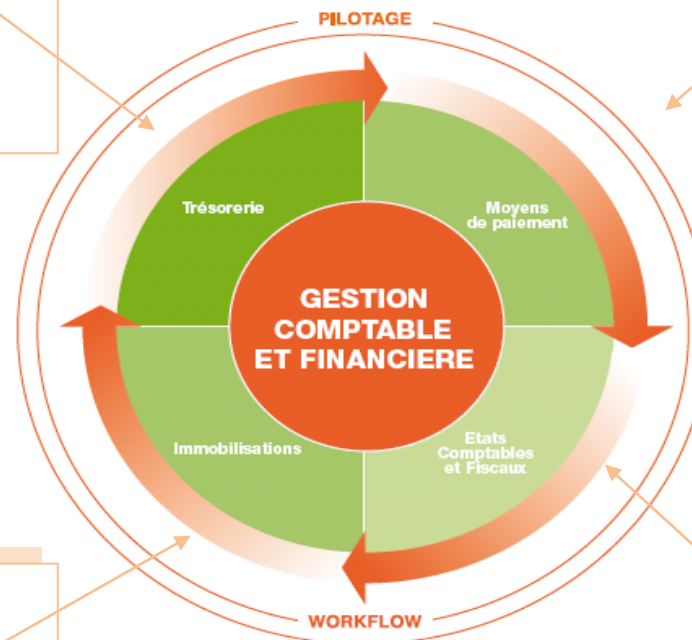 PILOTAGE
Trésorerie
Moyens
de paiement
GESTION
COMPTABLE
ET FINANCIERE
Immobilisations
Etats
Comptables
et Fiscaux
WORKFLOW